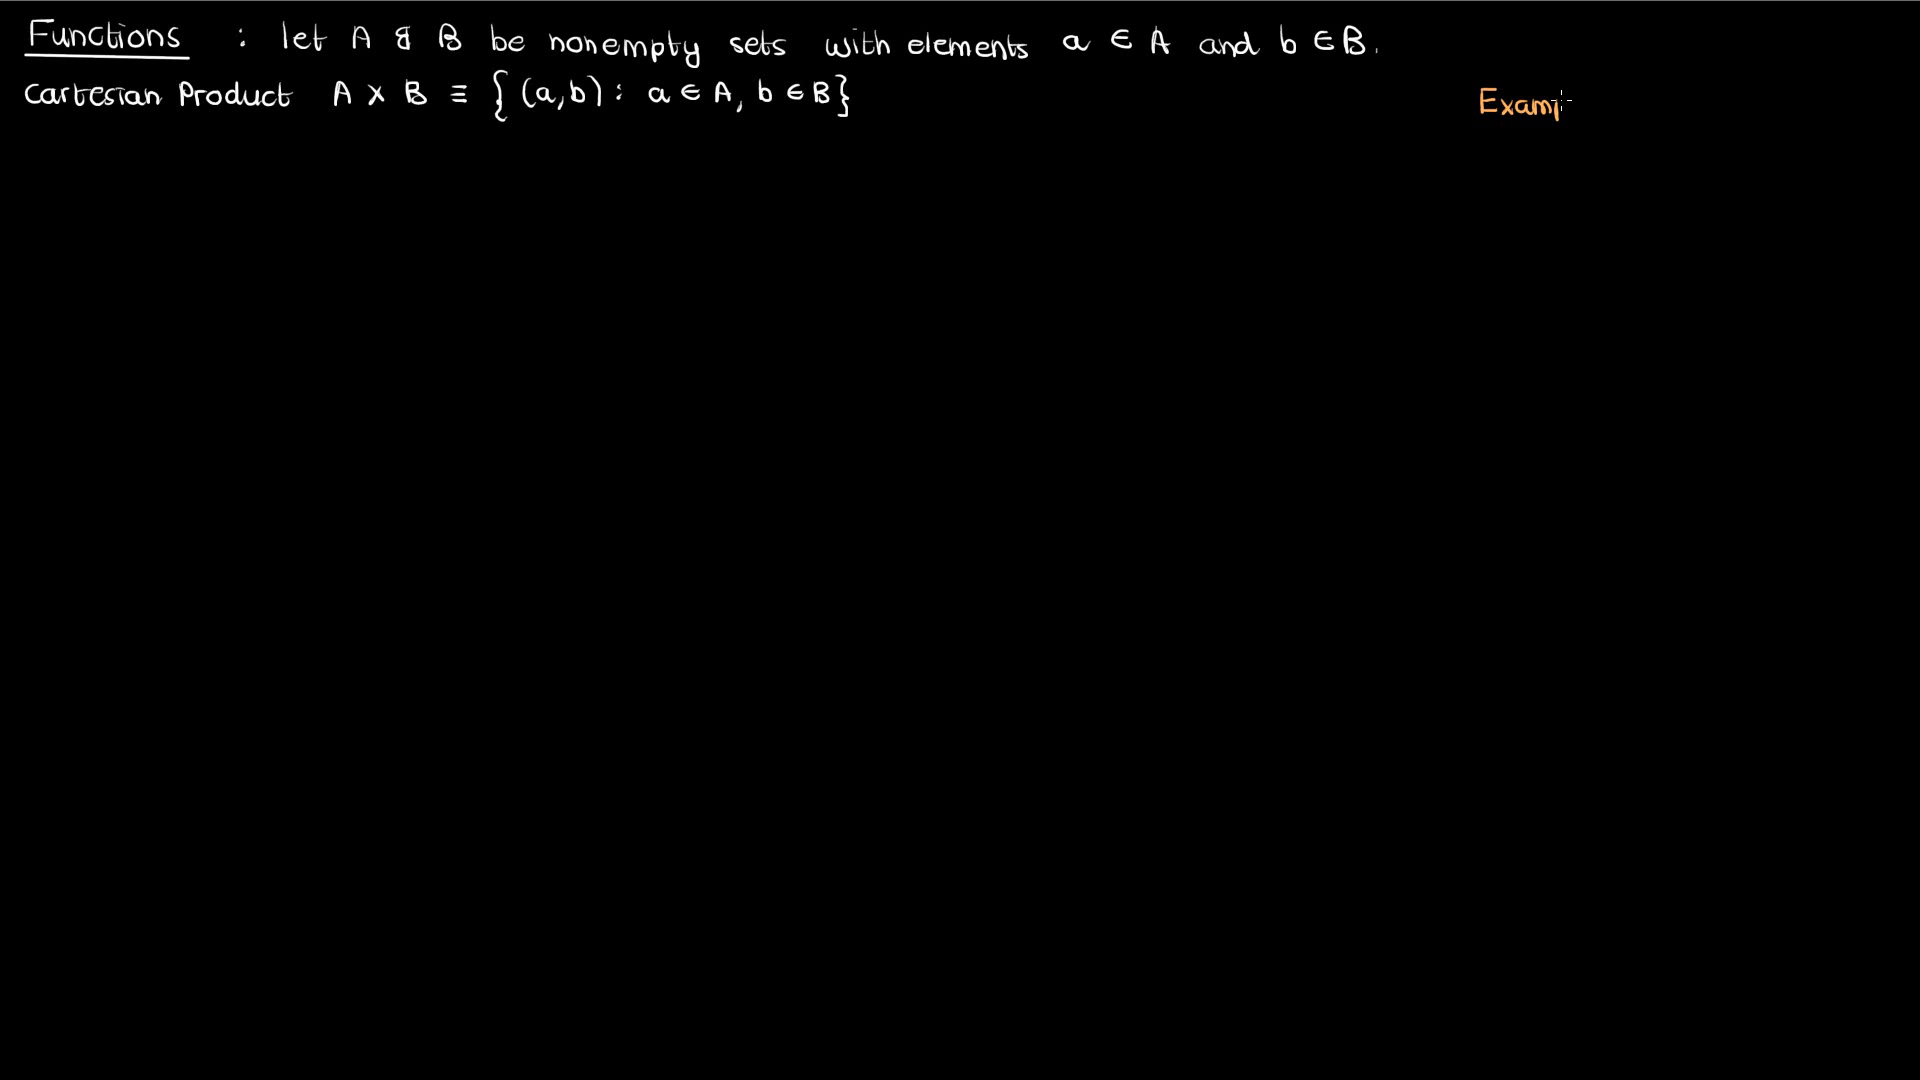 Functions : let A & B be nonempty sets with elements a ∈ A and b ∈ B.
Cartesian Product A × B ≡ { (a,b) : a ∈ A, b ∈ B }
Examp